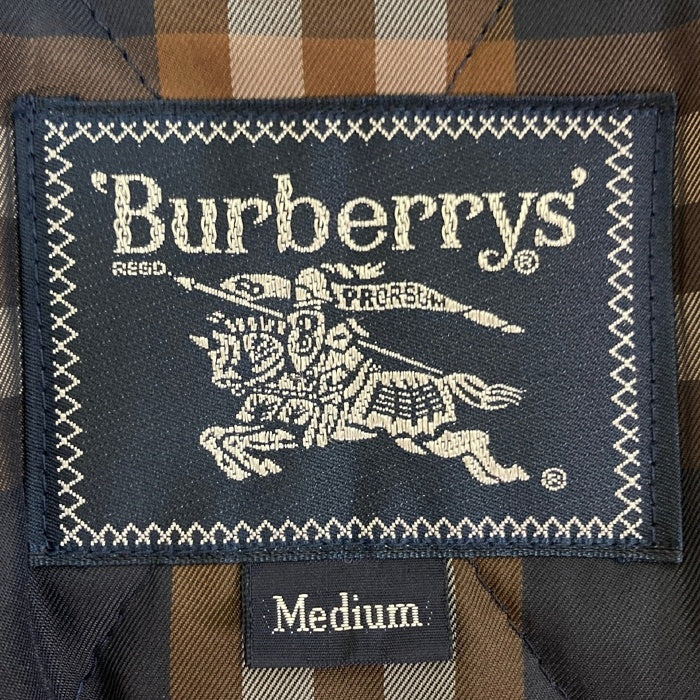 'Burberrys'
REGD.
®
PRORSUM
®
Medium